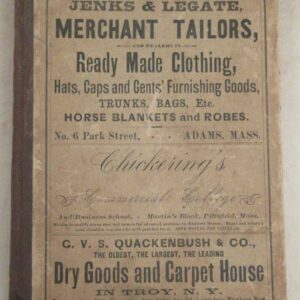 JENKS & LEGATE,
MERCHANT TAILORS,
AND DEALERS IN
Ready Made Clothing,
Hats, Caps and Gents' Furnishing Goods,
TRUNKS, BAGS, Etc.
HORSE BLANKETS and ROBES.
No. 6 Park Street, - - ADAMS, MASS.
Chickering's
Commercial College
And Business School, - Martin's Block, Pittsfield, Mass.
G. V. S. QUACKENBUSH & CO.,
THE OLDEST, THE LARGEST, THE LEADING
Dry Goods and Carpet House
IN TROY, N. Y.